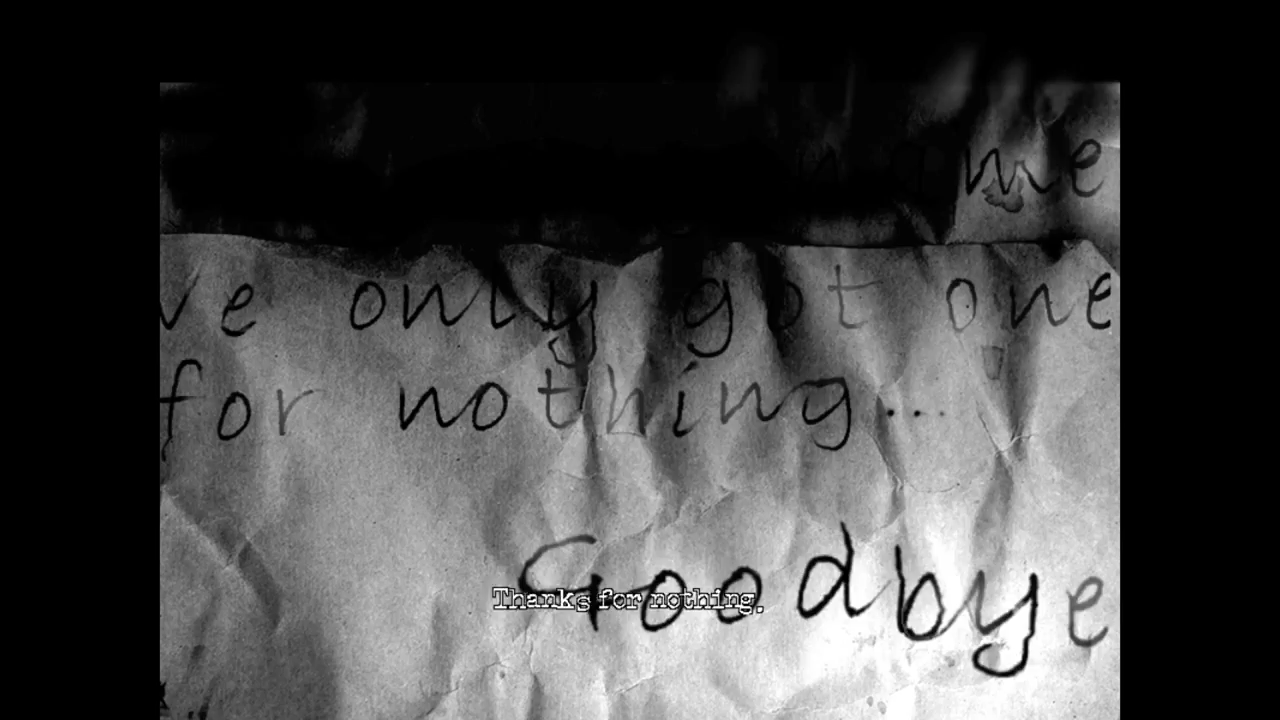 me
ve only got one
for nothing...
Goodbye
Thanks for nothing.